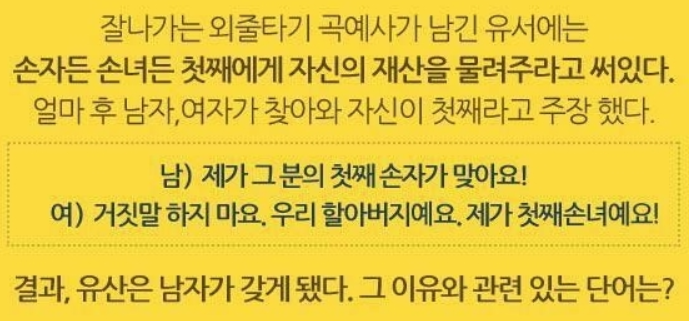 잘나가는 외줄타기 곡예사가 남긴 유서에는
손자든 손녀든 첫째에게 자신의 재산을 물려주라고 써있다.
얼마 후 남자,여자가 찾아와 자신이 첫째라고 주장 했다.
남) 제가 그 분의 첫째 손자가 맞아요!
여) 거짓말 하지 마요. 우리 할아버지예요. 제가 첫째손녀예요!
결과, 유산은 남자가 갖게 됐다. 그 이유와 관련 있는 단어는?